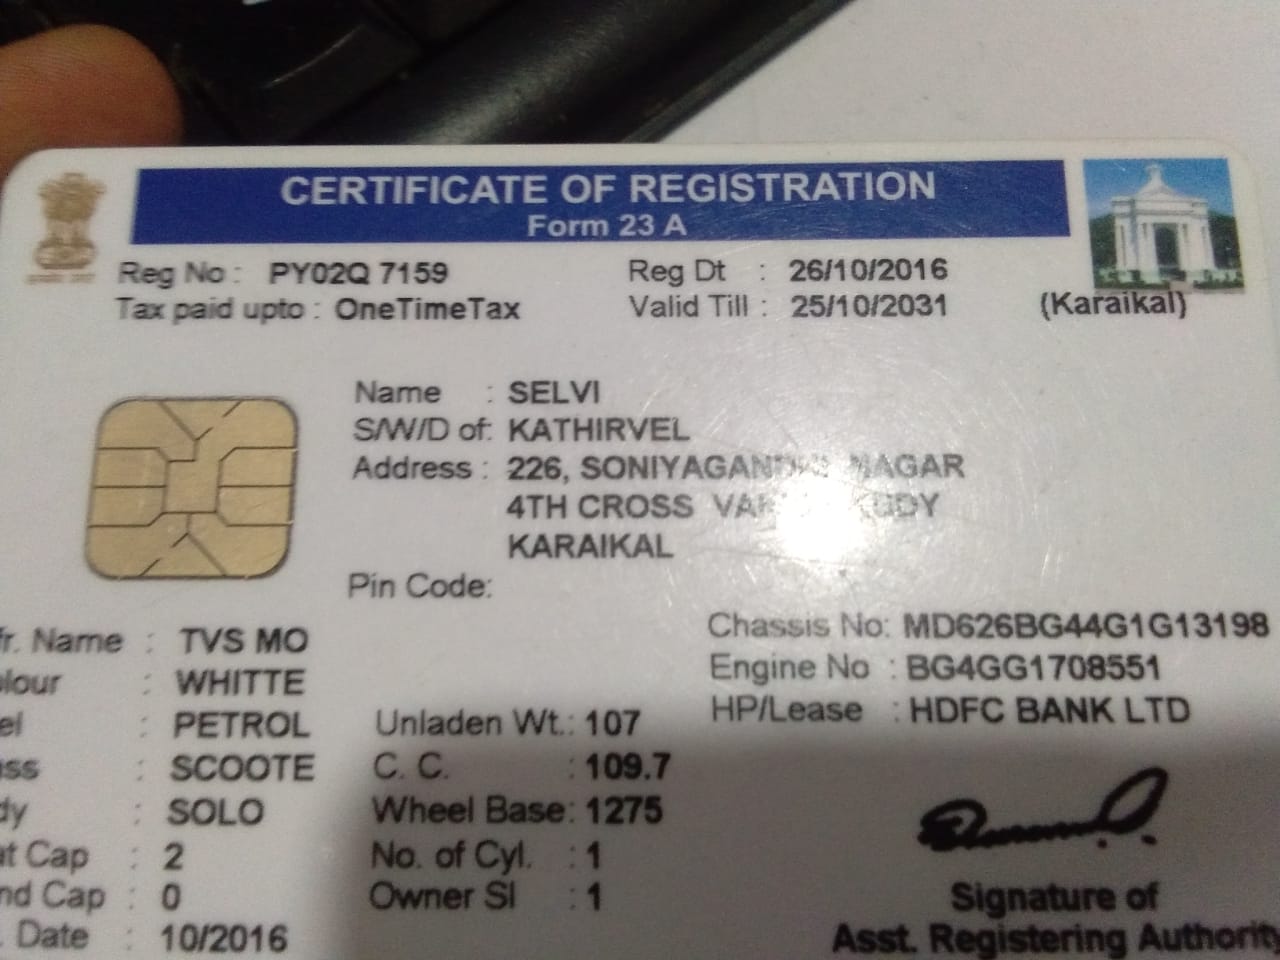 CERTIFICATE OF REGISTRATION
Form 23 A
Reg No : PY02Q 7159 Reg Dt : 26/10/2016
Tax paid upto : OneTimeTax Valid Till : 25/10/2031 (Karaikal)
Name : SELVI
S/W/D of: KATHIRVEL
Address : 226, NAGAR
4TH CROSS
KARAIKAL
Pin Code:
Chassis No: MD626BG44G1G13198
fr. Name : TVS MO Engine No : BG4GG1708551
olour : WHITTE HP/Lease : HDFC BANK LTD
el : PETROL Unladen Wt.: 107
ass : SCOOTE C. C. : 109.7
dy : SOLO Wheel Base: 1275
at Cap : 2 No. of Cyl. : 1
nd Cap : 0 Owner Sl : 1
. Date : 10/2016
Signature of
Asst. Registering Authority